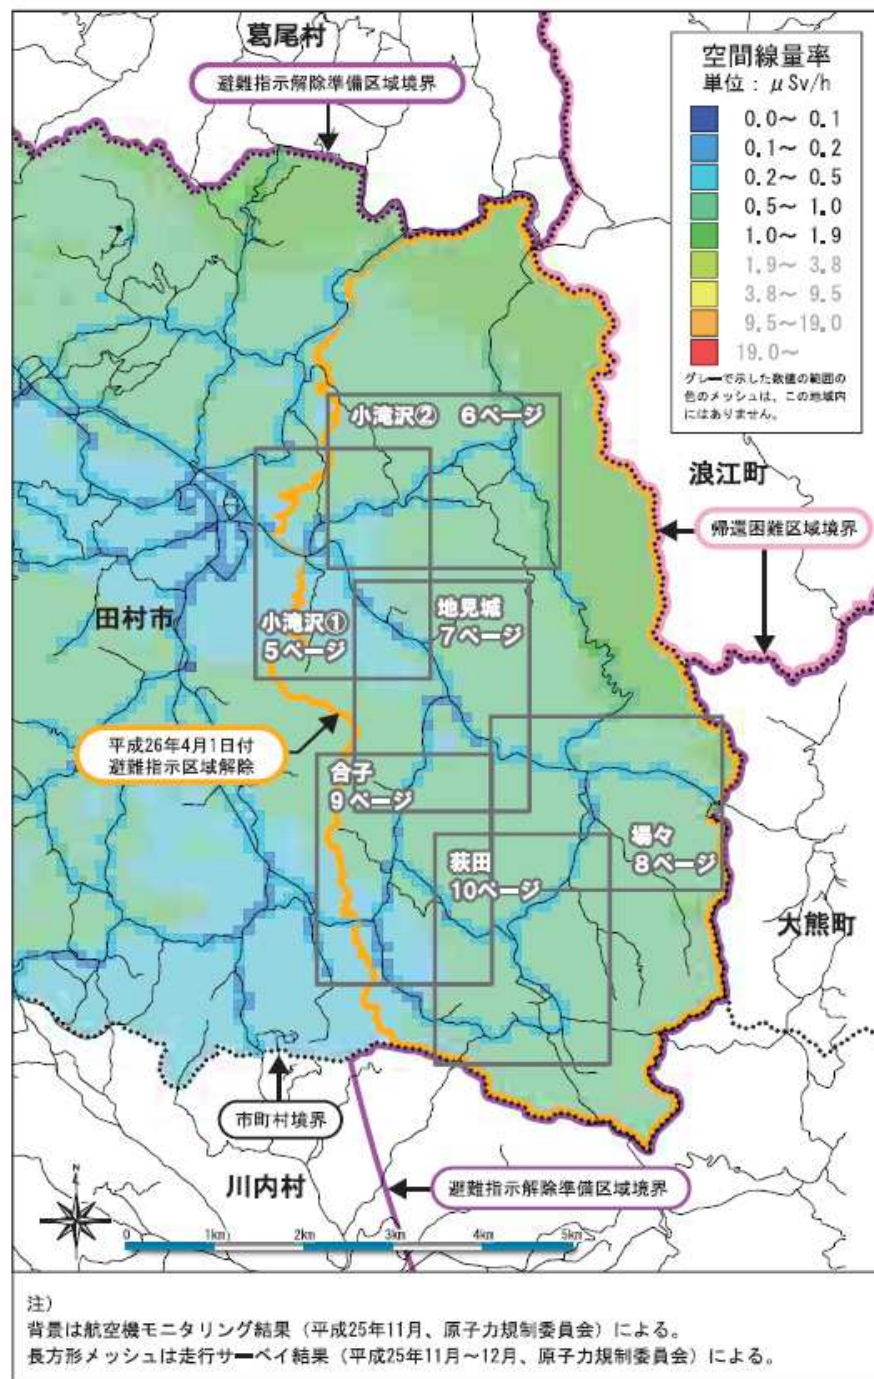 葛尾村
避難指示解除準備区域境界
空間線量率
単位：μSv/h
0.0～ 0.1
0.1～ 0.2
0.2～ 0.5
0.5～ 1.0
1.0～ 1.9
1.9～ 3.8
3.8～ 9.5
9.5～19.0
19.0～
グレーで示した数値の範囲の
色のメッシュは、この地域内
にはありません。
小滝沢② 6ページ
浪江町
帰還困難区域境界
田村市
小滝沢①
5ページ
地見城
7ページ
平成26年4月1日付
避難指示区域解除
合子
9ページ
場々
8ページ
萩田
10ページ
大熊町
市町村境界
川内村
避難指示解除準備区域境界
N
0 1km 2km 3km 4km 5km
注）
背景は航空機モニタリング結果（平成25年11月、原子力規制委員会）による。
長方形メッシュは走行サーベイ結果（平成25年11月～12月、原子力規制委員会）による。